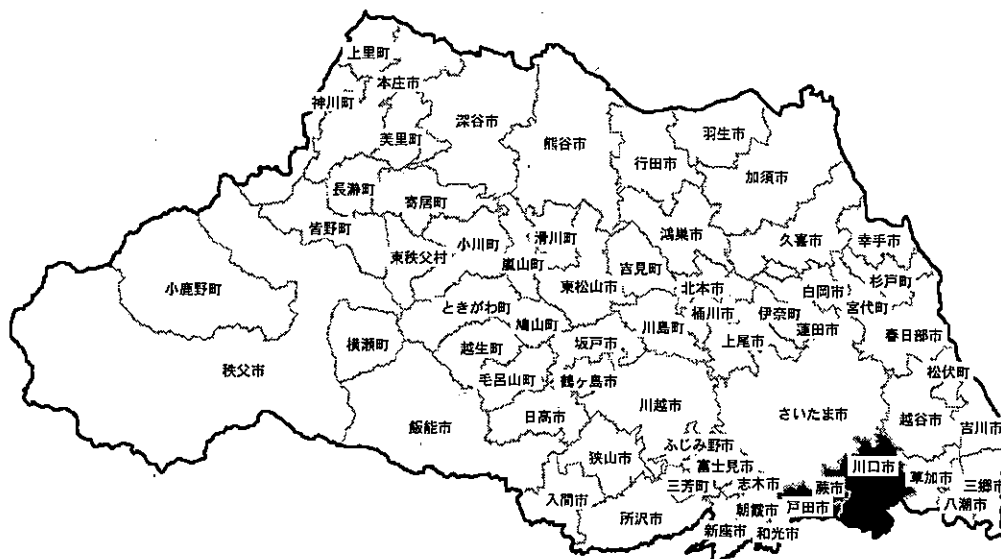 上里町
本庄市
神川町
美里町
深谷市
熊谷市
羽生市
行田市
加須市
長瀞町
寄居町
皆野町
東秩父村
小川町
滑川町
嵐山町
吉見町
鴻巣市
久喜市
幸手市
小鹿野町
東松山市
北本市
白岡市
杉戸町
ときがわ町
鳩山町
川島町
桶川市
伊奈町
宮代町
横瀬町
越生町
坂戸市
上尾市
蓮田市
春日部市
秩父市
毛呂山町
鶴ヶ島市
松伏町
飯能市
日高市
川越市
さいたま市
越谷市
吉川市
狭山市
ふじみ野市
富士見市
川口市
入間市
三芳町
志木市
蕨市
草加市
三郷市
所沢市
朝霞市
戸田市
八潮市
新座市
和光市